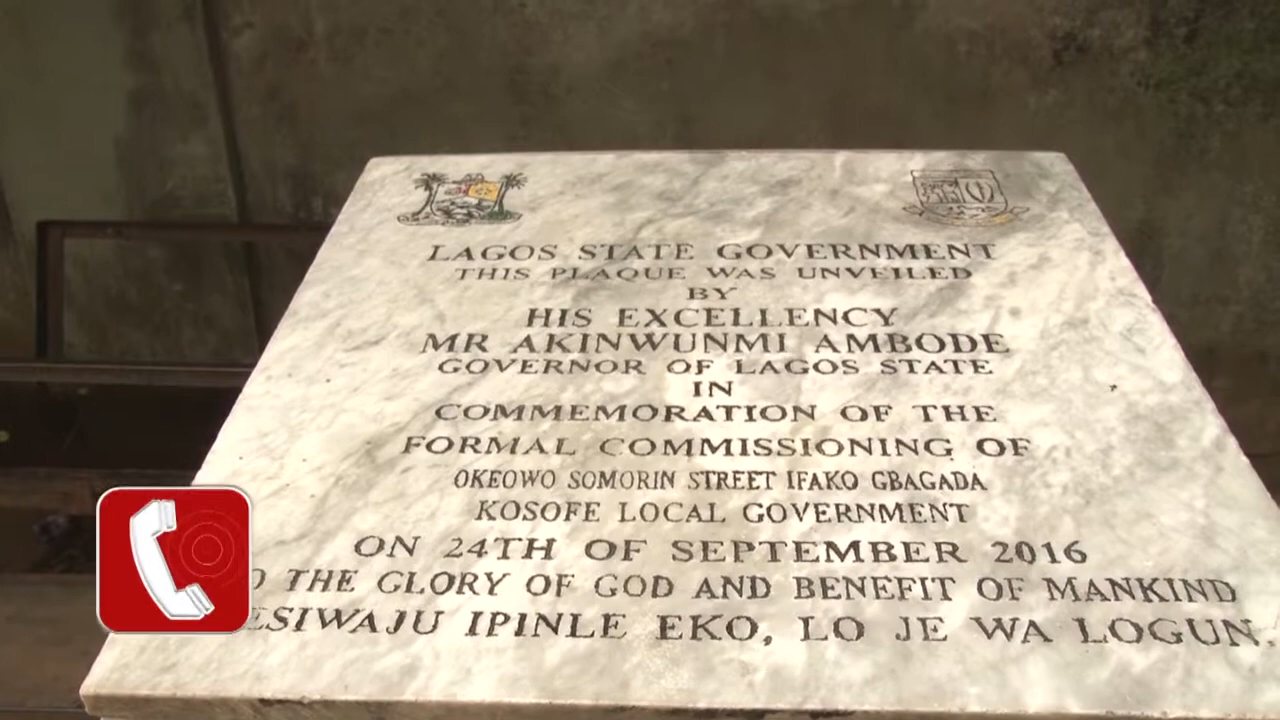 LAGOS STATE GOVERNMENT
THIS PLAQUE WAS UNVEILED
BY
HIS EXCELLENCY
MR AKINWUNMI AMBODE
GOVERNOR OF LAGOS STATE
IN
COMMEMORATION OF THE
FORMAL COMMISSIONING OF
OKEOWO SOMORIN STREET IFAKO GBAGADA
KOSOFE LOCAL GOVERNMENT
ON 24TH OF SEPTEMBER 2016
THE GLORY OF GOD AND BENEFIT OF MANKIND
IPINLE EKO, LO JE WA LOGUN.